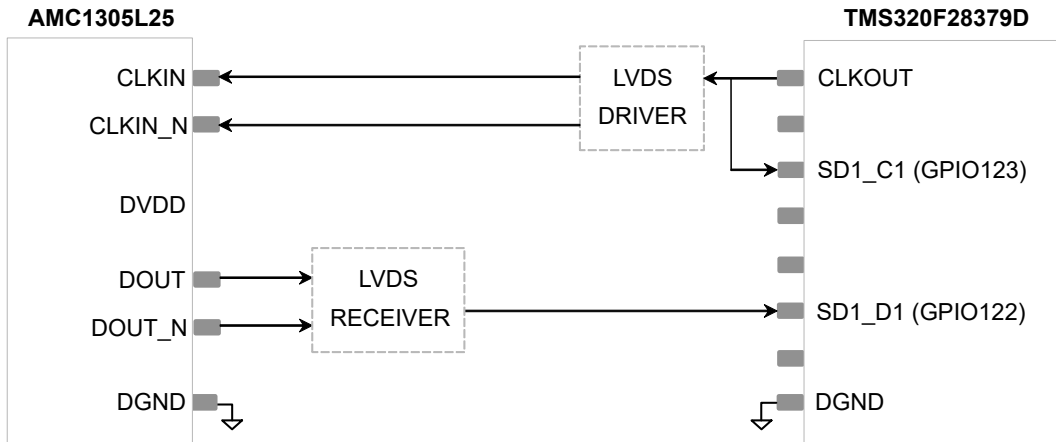 AMC1305L25
TMS320F28379D
CLKIN
LVDS
DRIVER
CLKOUT
CLKIN_N
SD1_C1 (GPIO123)
DVDD
DOUT
LVDS
RECEIVER
DOUT_N
SD1_D1 (GPIO122)
DGND
DGND